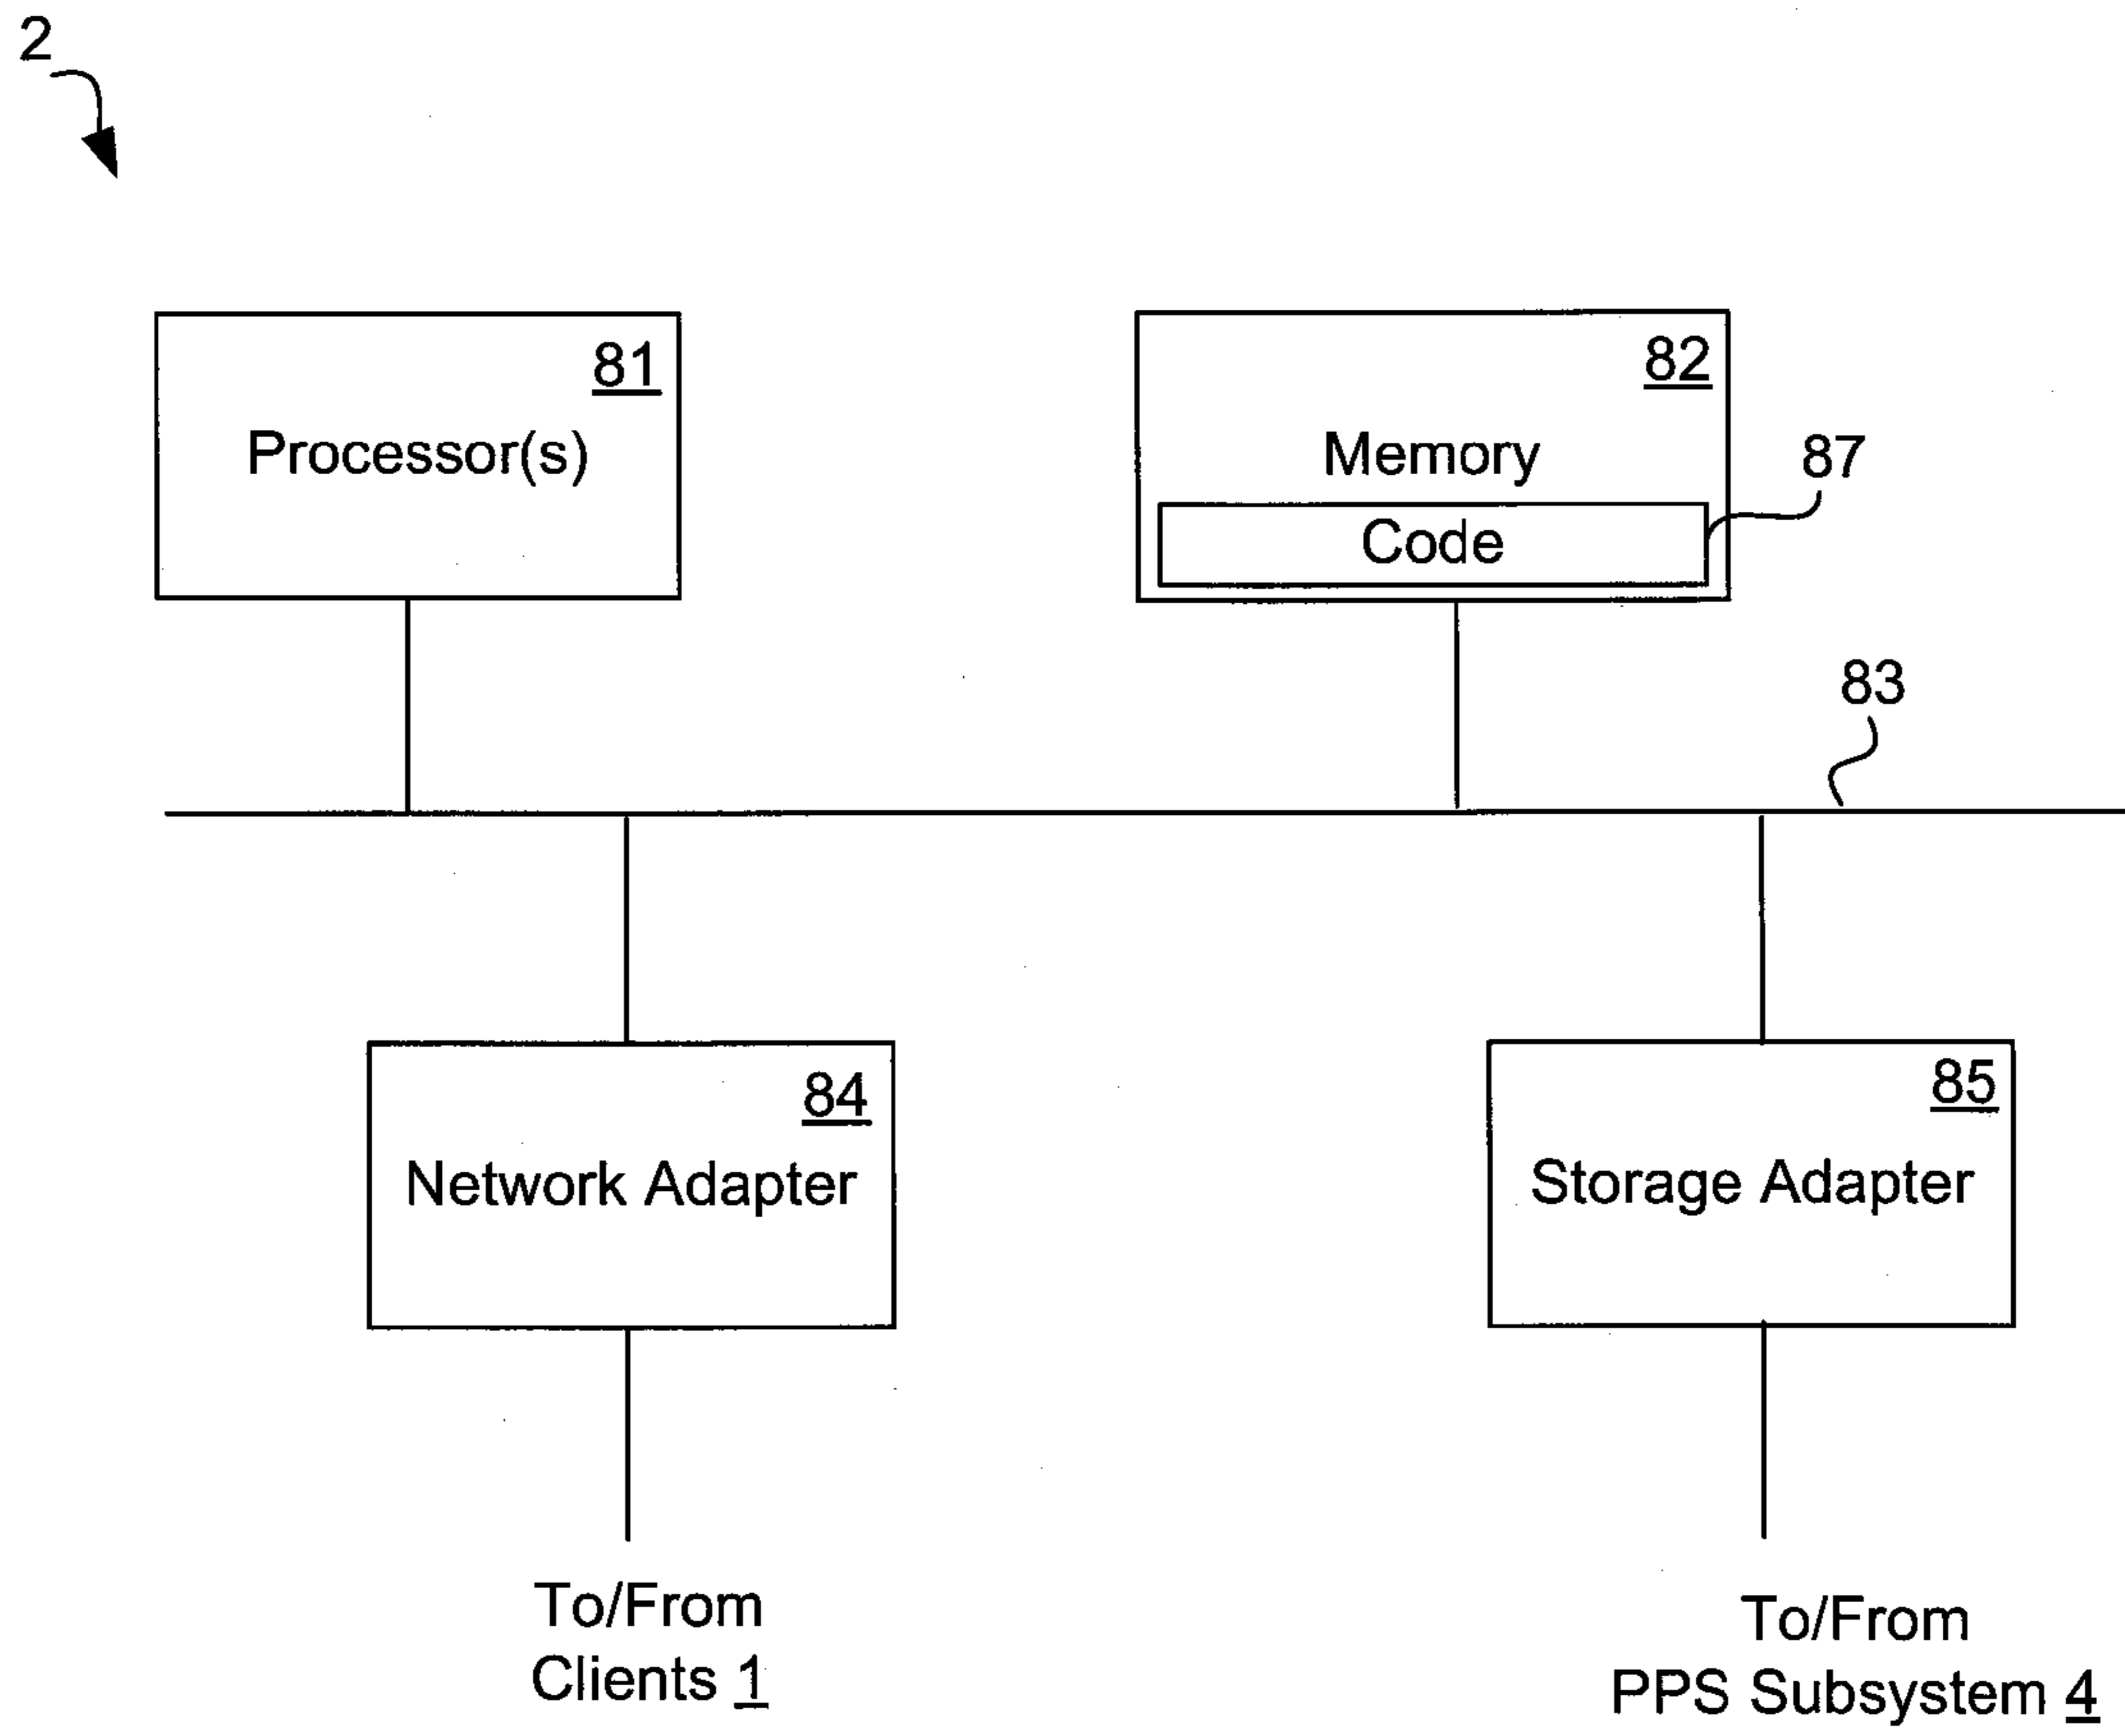 2
81
Processor(s)
82
Memory
87
Code
83
84
Network Adapter
85
Storage Adapter
To/From
Clients 1
To/From
PPS Subsystem 4